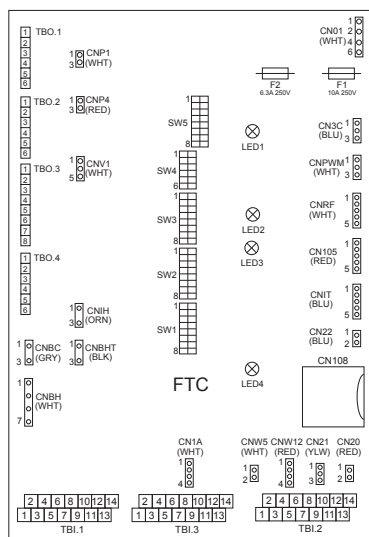 TBO.1
1
2
3
4
5
6
1
3
CNP1
(WHT)
TBO.2
1
2
3
4
5
6
1
3
CNP4
(RED)
TBO.3
1
2
3
4
5
6
7
8
1
5
CNV1
(WHT)
TBO.4
1
2
3
4
5
6
1
3
CNIH
(ORN)
1
3
CNBC
(GRY)
1
3
CNBHT
(BLK)
1
7
CNBH
(WHT)
SW5
1
8
SW4
1
6
SW3
1
8
SW2
1
8
SW1
1
8
LED1
LED2
LED3
LED4
FTC
CN01
(WHT)
1
2
4
6
F2
6.3A 250V
F1
10A 250V
CN3C
(BLU)
1
3
CNPWM
(WHT)
1
3
CNRF
(WHT)
1
5
CN105
(RED)
1
5
CNIT
(BLU)
1
5
CN22
(BLU)
1
2
CN108
CN1A
(WHT)
1
4
CNW5
(WHT)
1
2
CNW12
(RED)
1
4
CN21
(YLW)
1
3
CN20
(RED)
1
2
2 4 6 8 10 12 14
1 3 5 7 9 11 13
TBI.1
2 4 6 8 10 12 14
1 3 5 7 9 11 13
TBI.3
2 4 6 8 10 12 14
1 3 5 7 9 11 13
TBI.2